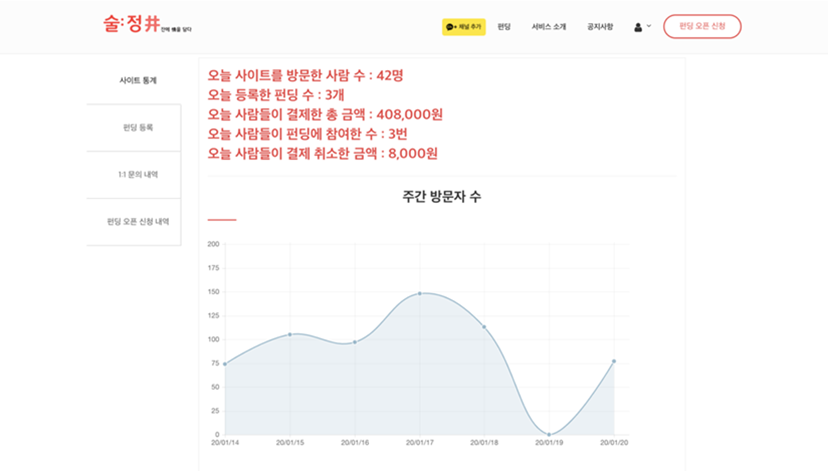 술:정井 안에 병을 담다
채널 추가
펀딩
서비스 소개
공지사항
펀딩 오픈 신청
사이트 통계
펀딩 등록
1:1 문의 내역
펀딩 오픈 신청 내역
오늘 사이트를 방문한 사람 수 : 42명
오늘 등록한 펀딩 수 : 3개
오늘 사람들이 결제한 총 금액 : 408,000원
오늘 사람들이 펀딩에 참여한 수 : 3번
오늘 사람들이 결제 취소한 금액 : 8,000원
주간 방문자 수
200
175
150
125
100
75
50
25
0
20/01/14
20/01/15
20/01/16
20/01/17
20/01/18
20/01/19
20/01/20